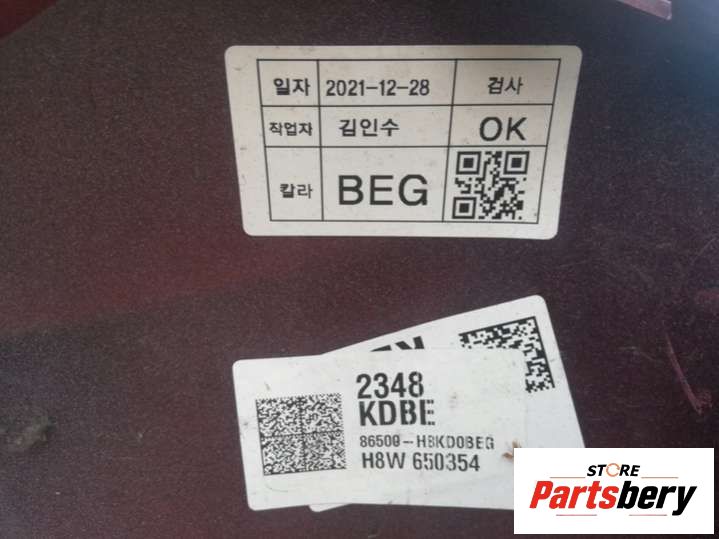 일자 2021-12-28 검사
작업자 김인수 OK
칼라 BEG
2348
KDBE
86500-H8KD0BEG
H8W 650354
STORE
Partsbery